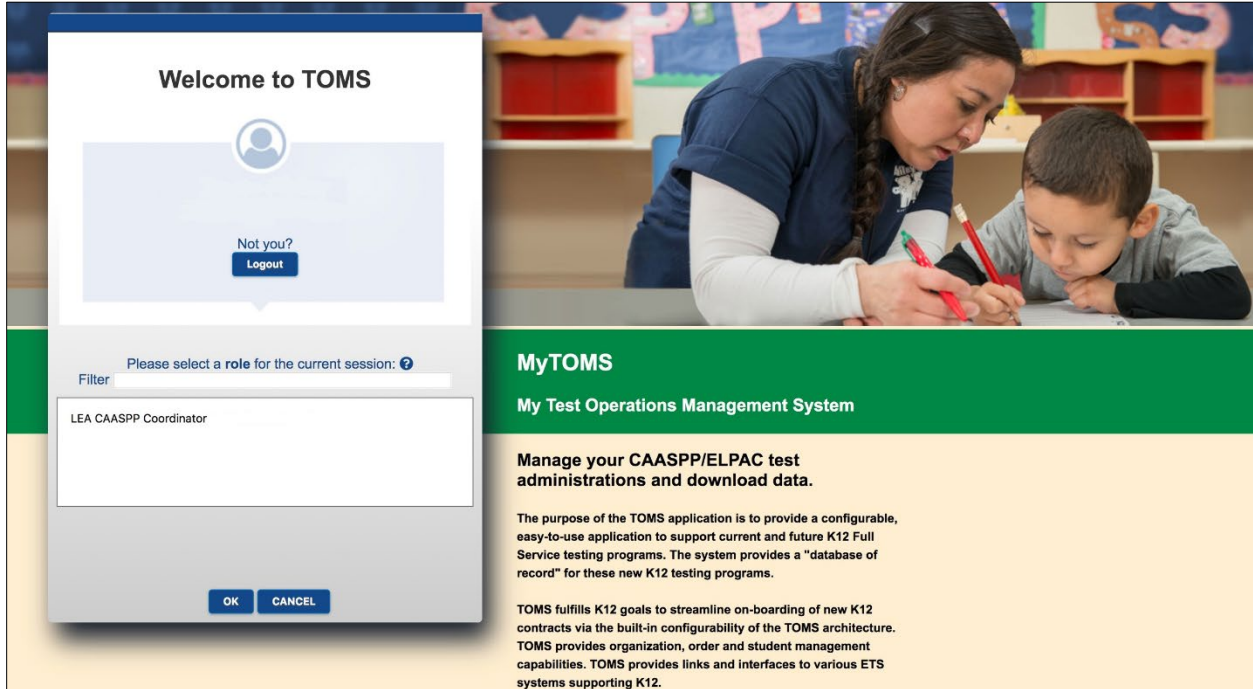 Welcome to TOMS
Not you?
Logout
Please select a role for the current session: ?
Filter
LEA CAASPP Coordinator
OK
CANCEL
MyTOMS
My Test Operations Management System
Manage your CAASPP/ELPAC test
administrations and download data.
The purpose of the TOMS application is to provide a configurable,
easy-to-use application to support current and future K12 Full
Service testing programs. The system provides a "database of
record" for these new K12 testing programs.
TOMS fulfills K12 goals to streamline on-boarding of new K12
contracts via the built-in configurability of the TOMS architecture.
TOMS provides organization, order and student management
capabilities. TOMS provides links and interfaces to various ETS
systems supporting K12.